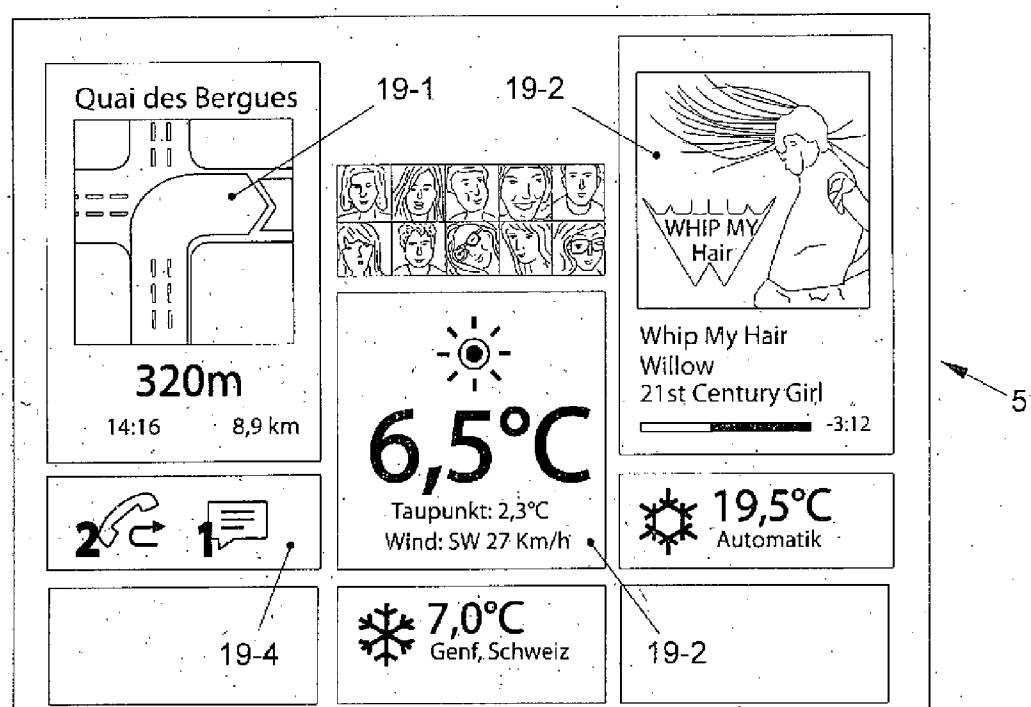 Quai des Bergues
19-1
19-2
WHIP MY
Hair
320m
14:16 8,9 km
6,5°C
Taupunkt: 2,3°C
Wind: SW 27 Km/h
Whip My Hair
Willow
21st Century Girl
-3:12
5
2 1
19,5°C
Automatik
7,0°C
Genf, Schweiz
19-4
19-2